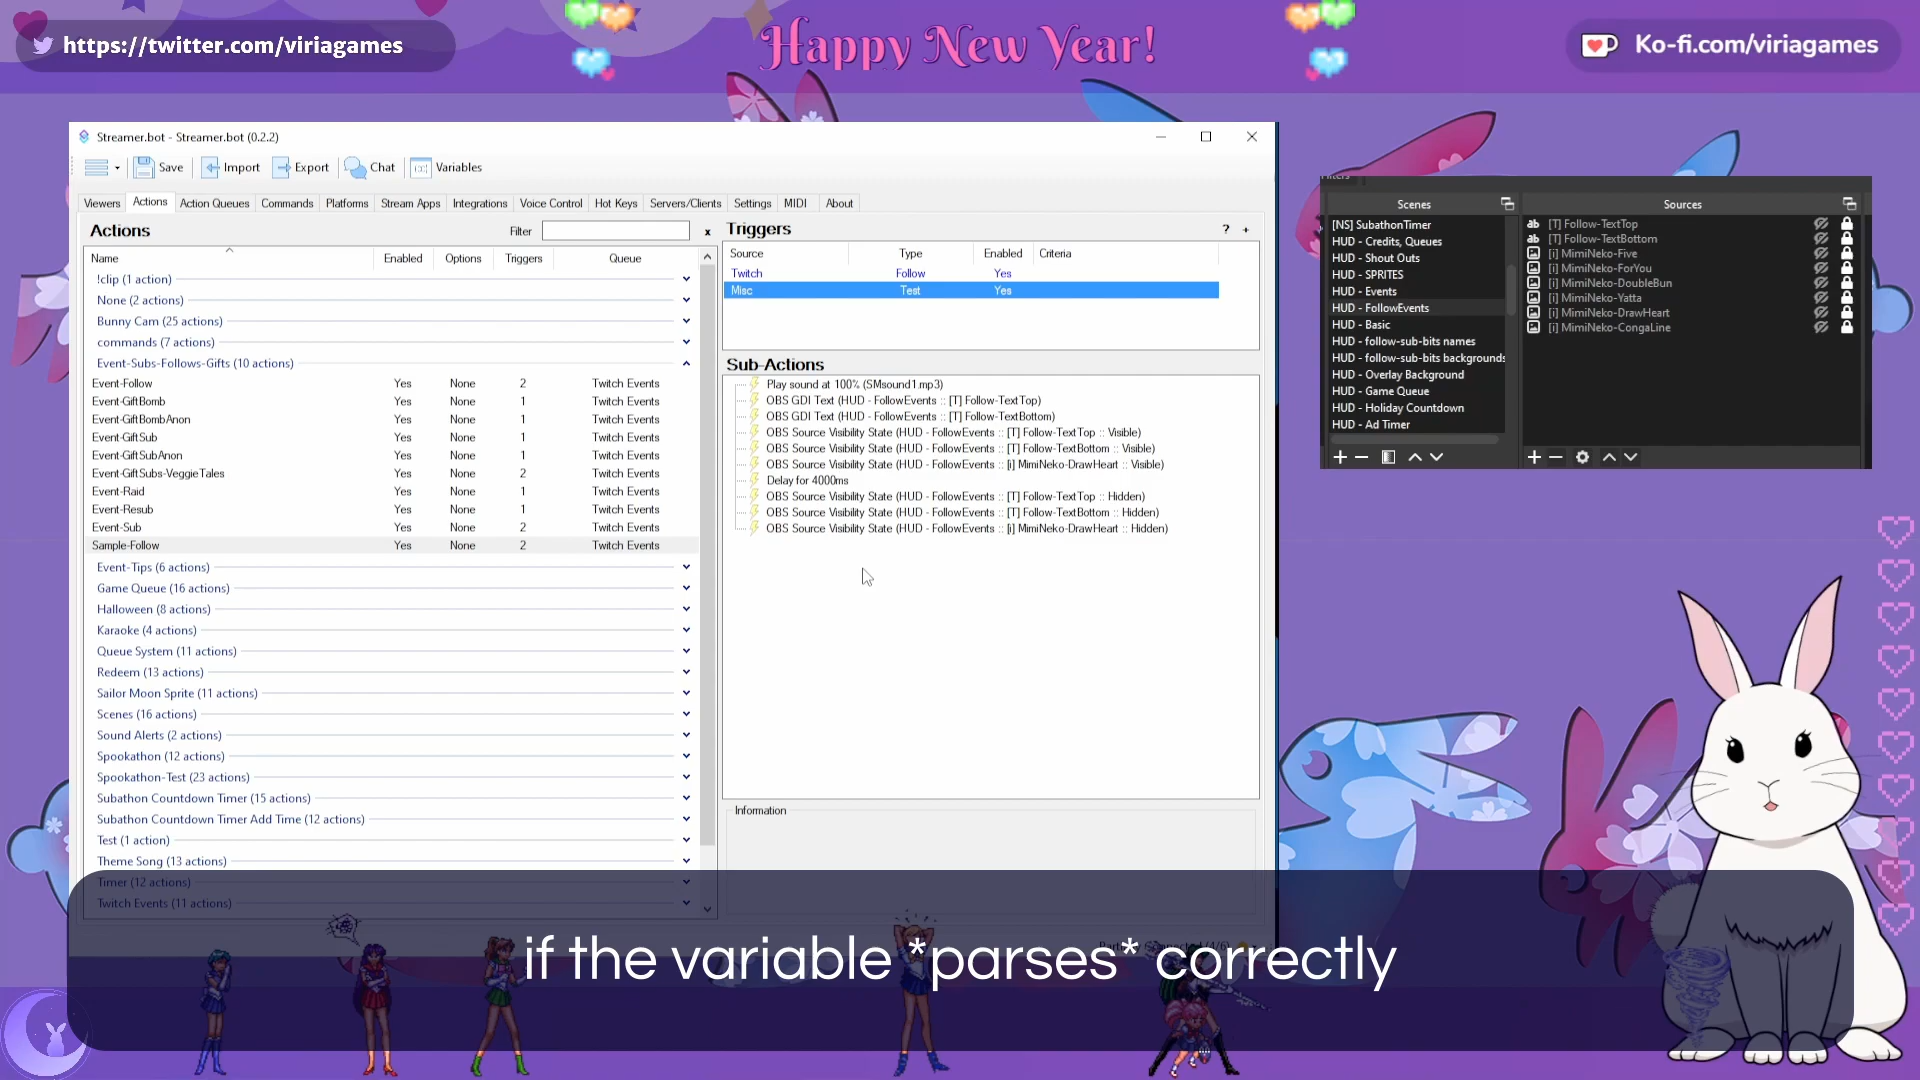 https://twitter.com/viriagames
Happy New Year!
Ko-fi.com/viriagames
Streamer.bot - Streamer.bot (0.2.2)
Save Import Export Chat Variables
Viewers Actions Action Queues Commands Platforms Stream Apps Integrations Voice Control Hot Keys Servers/Clients Settings MIDI About
Actions Filter x
Name Enabled Options Triggers Queue
!clip (1 action)
None (2 actions)
Bunny Cam (25 actions)
commands (7 actions)
Event-Subs-Follows-Gifts (10 actions)
Event-Follow Yes None 2 Twitch Events
Event-GiftBomb Yes None 1 Twitch Events
Event-GiftBombAnon Yes None 1 Twitch Events
Event-GiftSub Yes None 1 Twitch Events
Event-GiftSubAnon Yes None 1 Twitch Events
Event-GiftSubs-VeggieTales Yes None 2 Twitch Events
Event-Raid Yes None 1 Twitch Events
Event-Resub Yes None 1 Twitch Events
Event-Sub Yes None 1 Twitch Events
Sample-Follow Yes None 2 Twitch Events
Event-Tips (6 actions)
Game Queue (16 actions)
Halloween (8 actions)
Karaoke (4 actions)
Queue System (11 actions)
Redeem (13 actions)
Sailor Moon Sprite (11 actions)
Scenes (16 actions)
Sound Alerts (2 actions)
Spookathon (12 actions)
Spookathon-Test (23 actions)
Subathon Countdown Timer (15 actions)
Subathon Countdown Timer Add Time (12 actions)
Test (1 action)
Theme Song (13 actions)
Timer (12 actions)
Twitch Events (11 actions)
Triggers ? +
Source Type Enabled Criteria
Twitch Follow Yes
Misc Test Yes
Sub-Actions
Play sound at 100% (SMsound1.mp3)
OBS GDI Text (HUD - FollowEvents :: [T] Follow-TextTop)
OBS GDI Text (HUD - FollowEvents :: [T] Follow-TextBottom)
OBS Source Visibility State (HUD - FollowEvents :: [T] Follow-TextTop :: Visible)
OBS Source Visibility State (HUD - FollowEvents :: [T] Follow-TextBottom :: Visible)
OBS Source Visibility State (HUD - FollowEvents :: [i] MimiNeko-DrawHeart :: Visible)
Delay for 4000ms
OBS Source Visibility State (HUD - FollowEvents :: [T] Follow-TextTop :: Hidden)
OBS Source Visibility State (HUD - FollowEvents :: [T] Follow-TextBottom :: Hidden)
OBS Source Visibility State (HUD - FollowEvents :: [i] MimiNeko-DrawHeart :: Hidden)
Information
Scenes
[NS] SubathonTimer
HUD - Credits, Queues
HUD - Shout Outs
HUD - SPRITES
HUD - Events
HUD - FollowEvents
HUD - Basic
HUD - follow-sub-bits names
HUD - follow-sub-bits backgrounds
HUD - Overlay Background
HUD - Game Queue
HUD - Holiday Countdown
HUD - Ad Timer
Sources
ab [T] Follow-TextTop
ab [T] Follow-TextBottom
[i] MimiNeko-Five
[i] MimiNeko-ForYou
[i] MimiNeko-DoubleBun
[i] MimiNeko-Yatta
[i] MimiNeko-DrawHeart
[i] MimiNeko-CongaLine
if the variable *parses* correctly